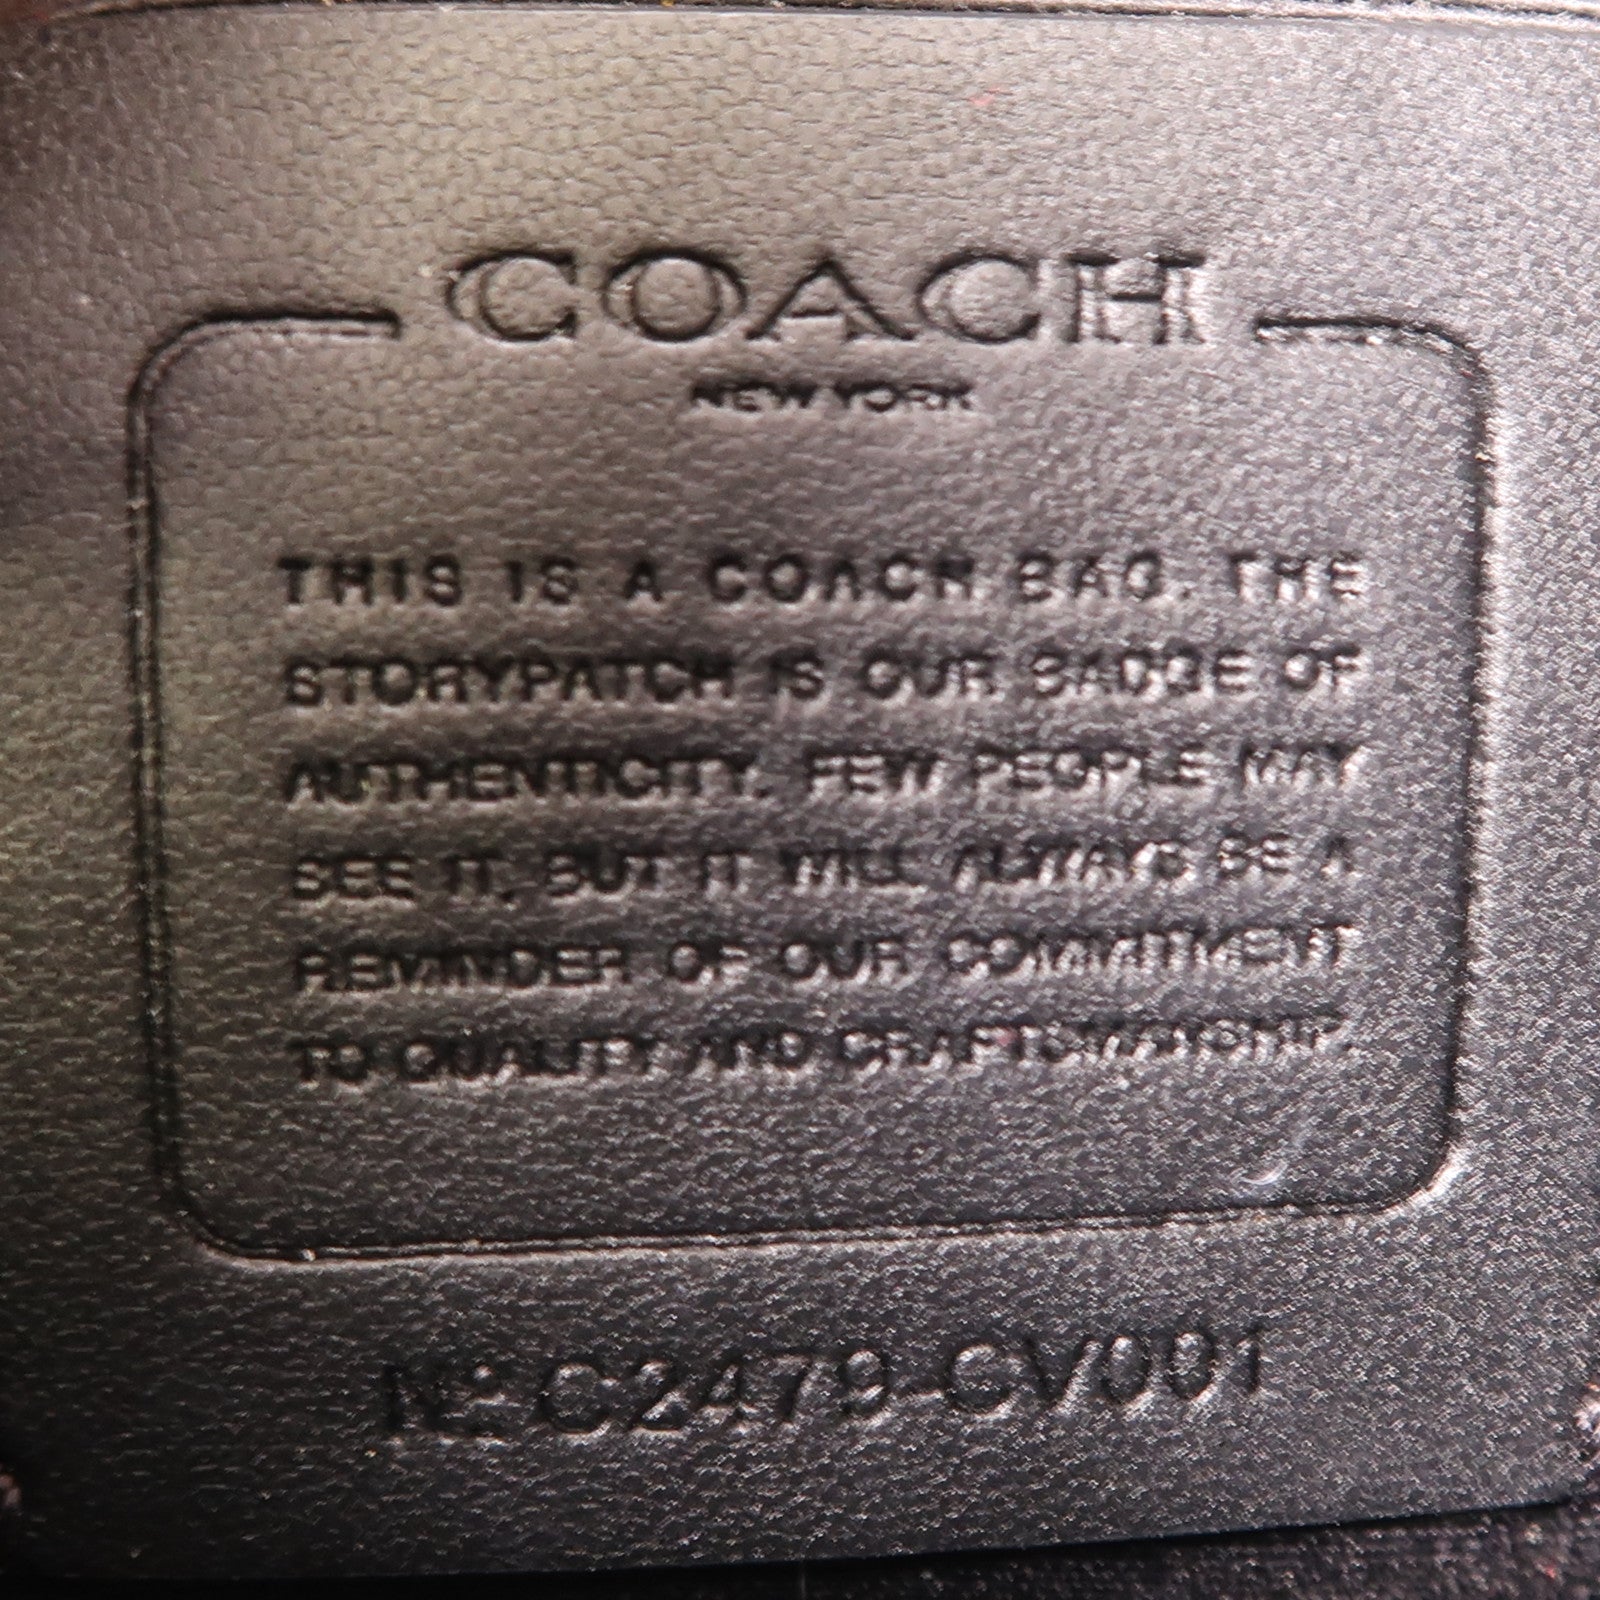 COACH
NEW YORK
THIS IS A COACH BAG. THE
STORYPATCH IS OUR BADGE OF
AUTHENTICITY. FEW PEOPLE MAY
SEE IT, BUT IT WILL ALWAYS BE A
REMINDER OF OUR COMMITMENT
TO QUALITY AND CRAFTSMANSHIP.
Nº C2479-CV001